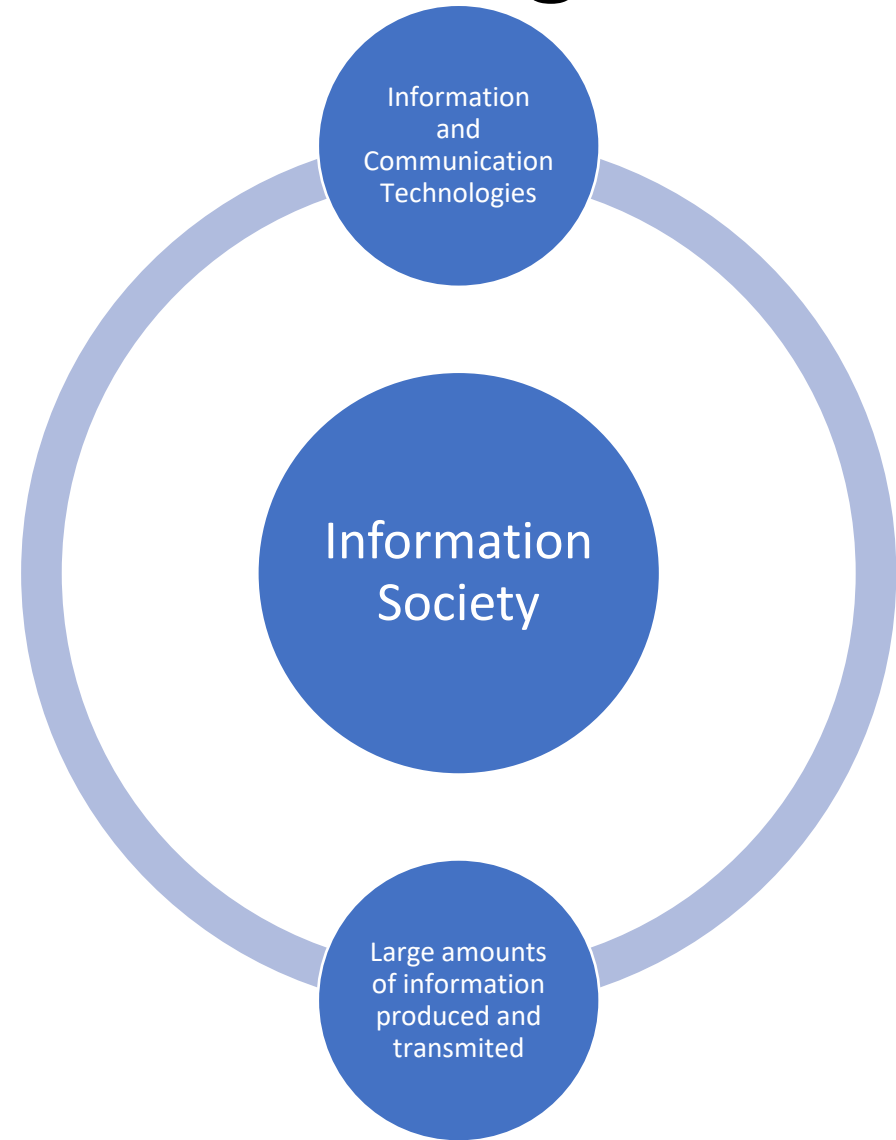 Information
and
Communication
Technologies
Information
Society
Large amounts
of information
produced and
transmited